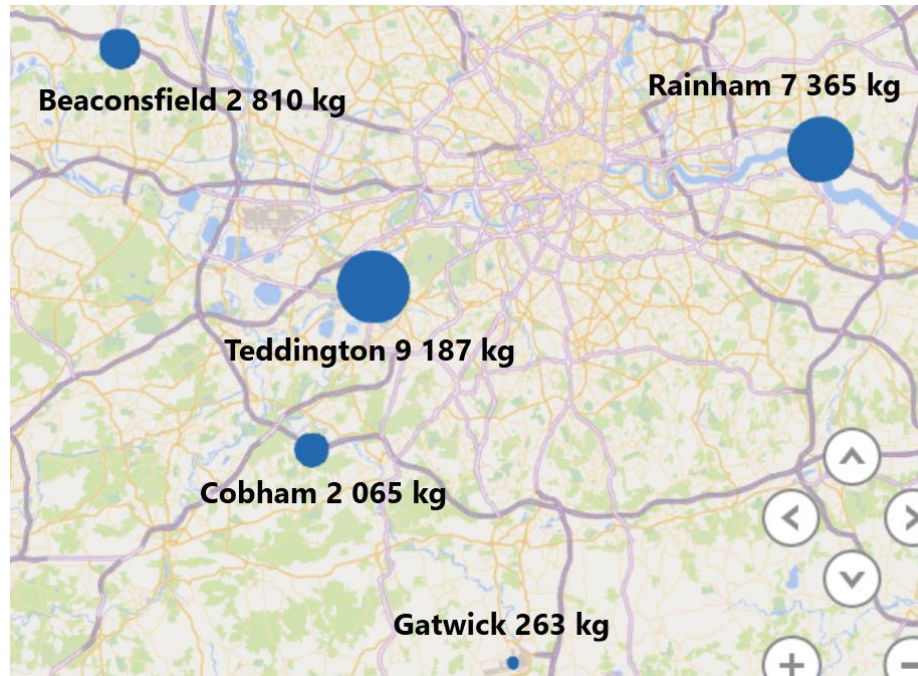 Rainham 7 365 kg
Beaconsfield 2 810 kg
Teddington 9 187 kg
Cobham 2 065 kg
Gatwick 263 kg